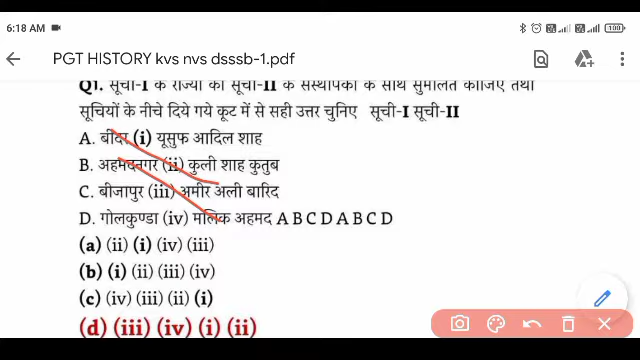 6:18 AM 100
PGT HISTORY kvs nvs dsssb-1.pdf
Q1. सूची-I के राज्यों को सूची-II के संस्थापकों के साथ सुमेलित कीजिए तथा
सूचियों के नीचे दिये गये कूट में से सही उत्तर चुनिए सूची-I सूची-II
A. बीदर (i) यूसुफ आदिल शाह
B. अहमदनगर (ii) कुली शाह कुतुब
C. बीजापुर (iii) अमीर अली बारिद
D. गोलकुण्डा (iv) मलिक अहमद A B C D A B C D
(a) (ii) (i) (iv) (iii)
(b) (i) (ii) (iii) (iv)
(c) (iv) (iii) (ii) (i)
(d) (iii) (iv) (i) (ii)